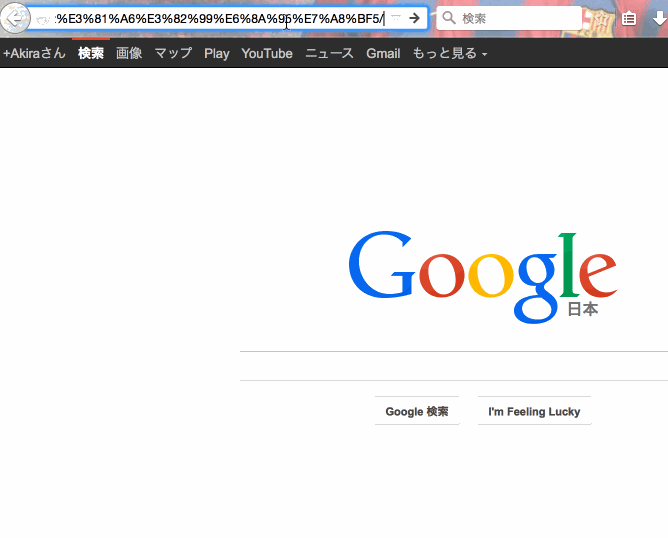 :%E3%81%A6%E3%82%99%E6%8A%95%E7%A8%BF5/
検索
+Akiraさん 検索 画像 マップ Play YouTube ニュース Gmail もっと見る
Google
日本
Google 検索 I'm Feeling Lucky